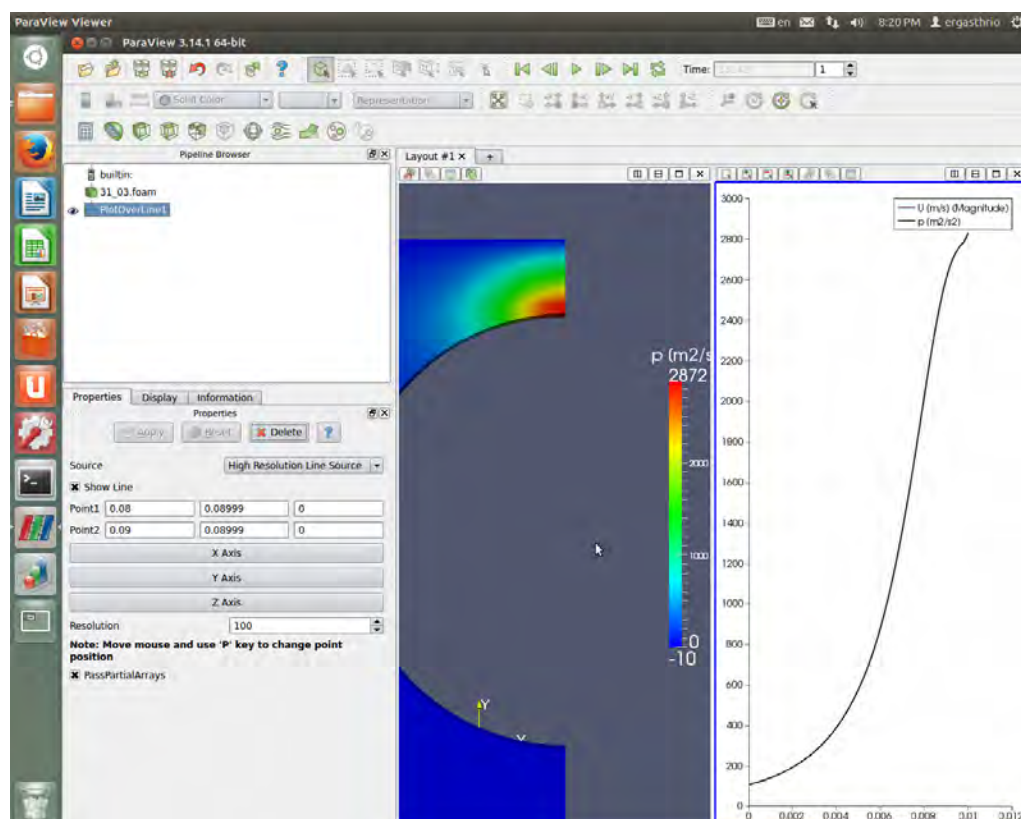 ParaView Viewer
en 8:20 PM ergasthrio
ParaView 3.14.1 64-bit
Time: 1
Solid Color Representation
Pipeline Browser
builtin:
31_03.foam
PlotOverLine1
Layout #1 × +
Properties Display Information
Properties
Apply Reset Delete ?
Source High Resolution Line Source
Show Line
Point1 0.08 0.08999 0
Point2 0.09 0.08999 0
X Axis
Y Axis
Z Axis
Resolution 100
Note: Move mouse and use 'P' key to change point
position
PassPartialArrays
p (m2/s
2872
2000
1000
0
-10
Y
U (m/s) (Magnitude)
p (m2/s2)
3000
2800
2600
2400
2200
2000
1800
1600
1400
1200
1000
800
600
400
200
0
0 0.002 0.004 0.006 0.008 0.01 0.012